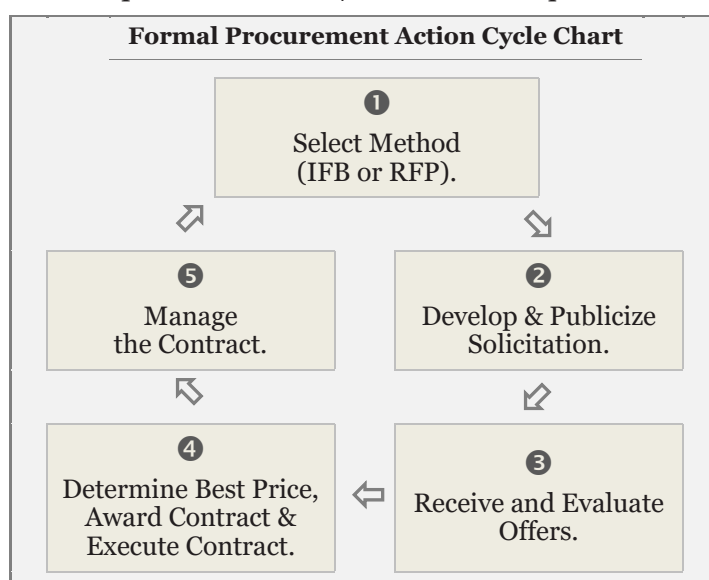 Formal Procurement Action Cycle Chart
❶
Select Method
(IFB or RFP).
❺
Manage
the Contract.
❷
Develop & Publicize
Solicitation.
❹
Determine Best Price,
Award Contract &
Execute Contract.
❸
Receive and Evaluate
Offers.